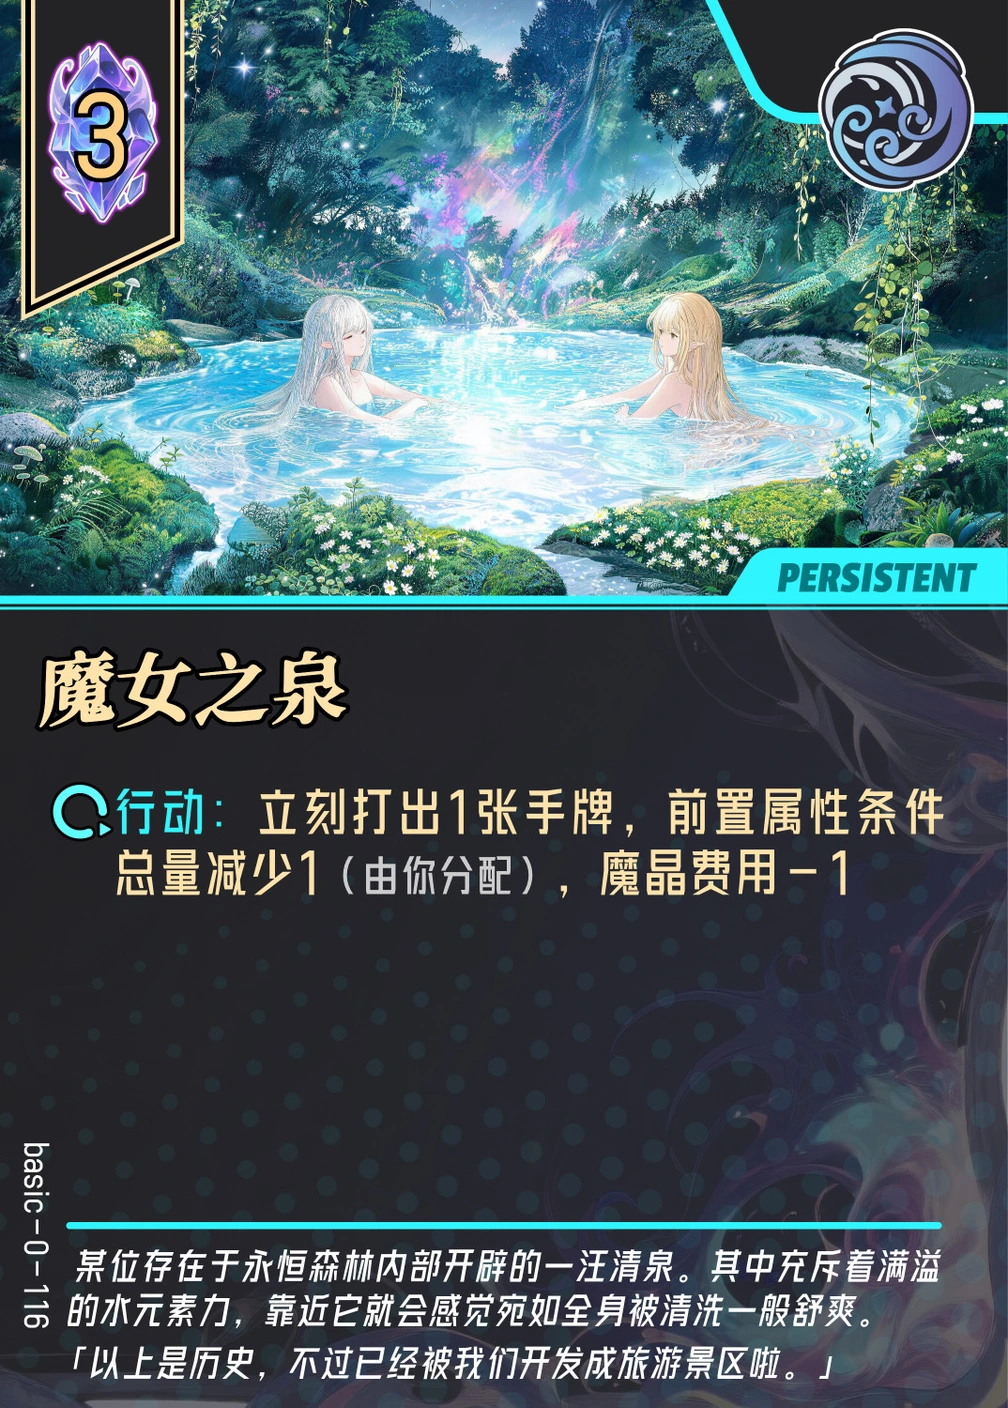 3
PERSISTENT
魔女之泉
行动：立刻打出1张手牌，前置属性条件
总量减少1（由你分配），魔晶费用－1
basic-0-116
某位存在于永恒森林内部开辟的一汪清泉。其中充斥着满溢
的水元素力，靠近它就会感觉宛如全身被清洗一般舒爽。
「以上是历史，不过已经被我们开发成旅游景区啦。」